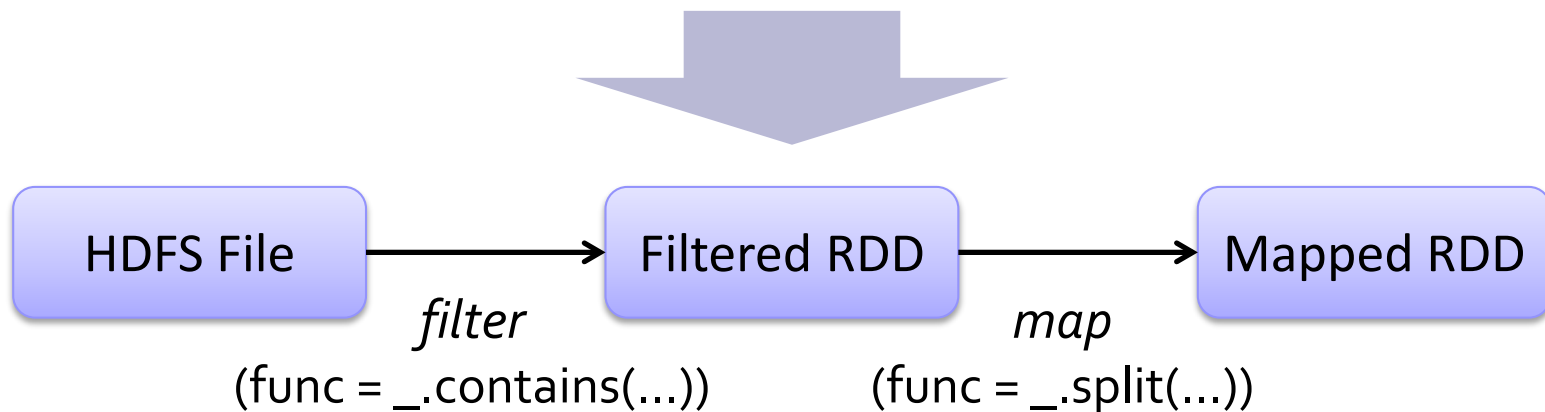 HDFS File
Filtered RDD
Mapped RDD
filter
(func = _.contains(...))
map
(func = _.split(...))